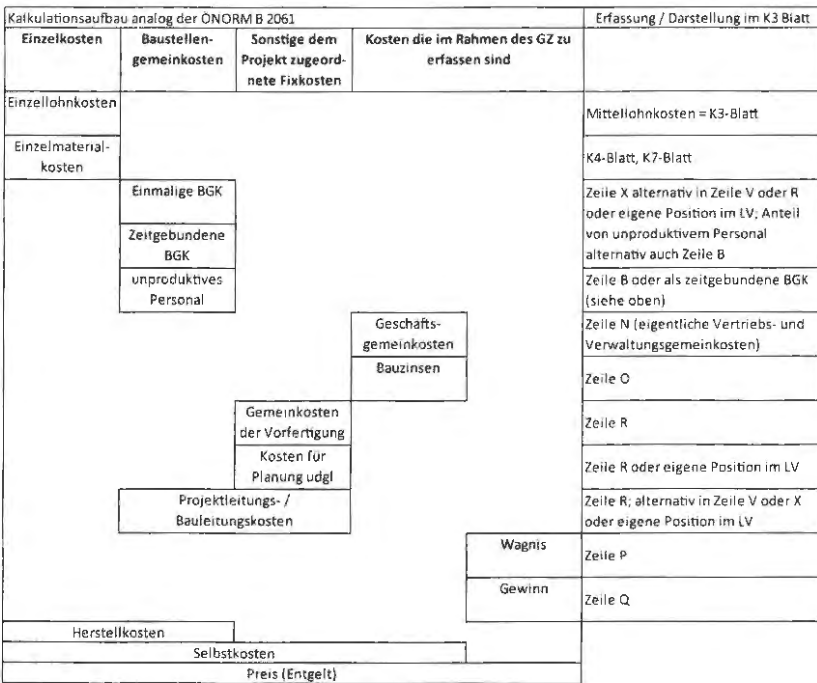 Kalkulationsaufbau analog der ÖNORM B 2061
Erfassung / Darstellung im K3 Blatt
Einzelkosten
Baustellen-
gemeinkosten
Sonstige dem
Projekt zugeord-
nete Fixkosten
Kosten die im Rahmen des GZ zu
erfassen sind
Einzellohnkosten
Mittellohnkosten = K3-Blatt
Einzelmaterial-
kosten
K4-Blatt, K7-Blatt
Einmalige BGK
Zeitgebundene
BGK
Zeile X alternativ in Zeile V oder R
oder eigene Position im LV; Anteil
von unproduktivem Personal
alternativ auch Zeile B
unproduktives
Personal
Zeile B oder als zeitgebundene BGK
(siehe oben)
Geschäfts-
gemeinkosten
Zeile N (eigentliche Vertriebs- und
Verwaltungsgemeinkosten)
Bauzinsen
Zeile O
Gemeinkosten
der Vorfertigung
Zeile R
Kosten für
Planung udgl
Zeile R oder eigene Position im LV
Projektleitungs- /
Bauleitungskosten
Zeile R; alternativ in Zeile V oder X
oder eigene Position im LV
Wagnis
Zeile P
Gewinn
Zeile Q
Herstellkosten
Selbstkosten
Preis (Entgelt)